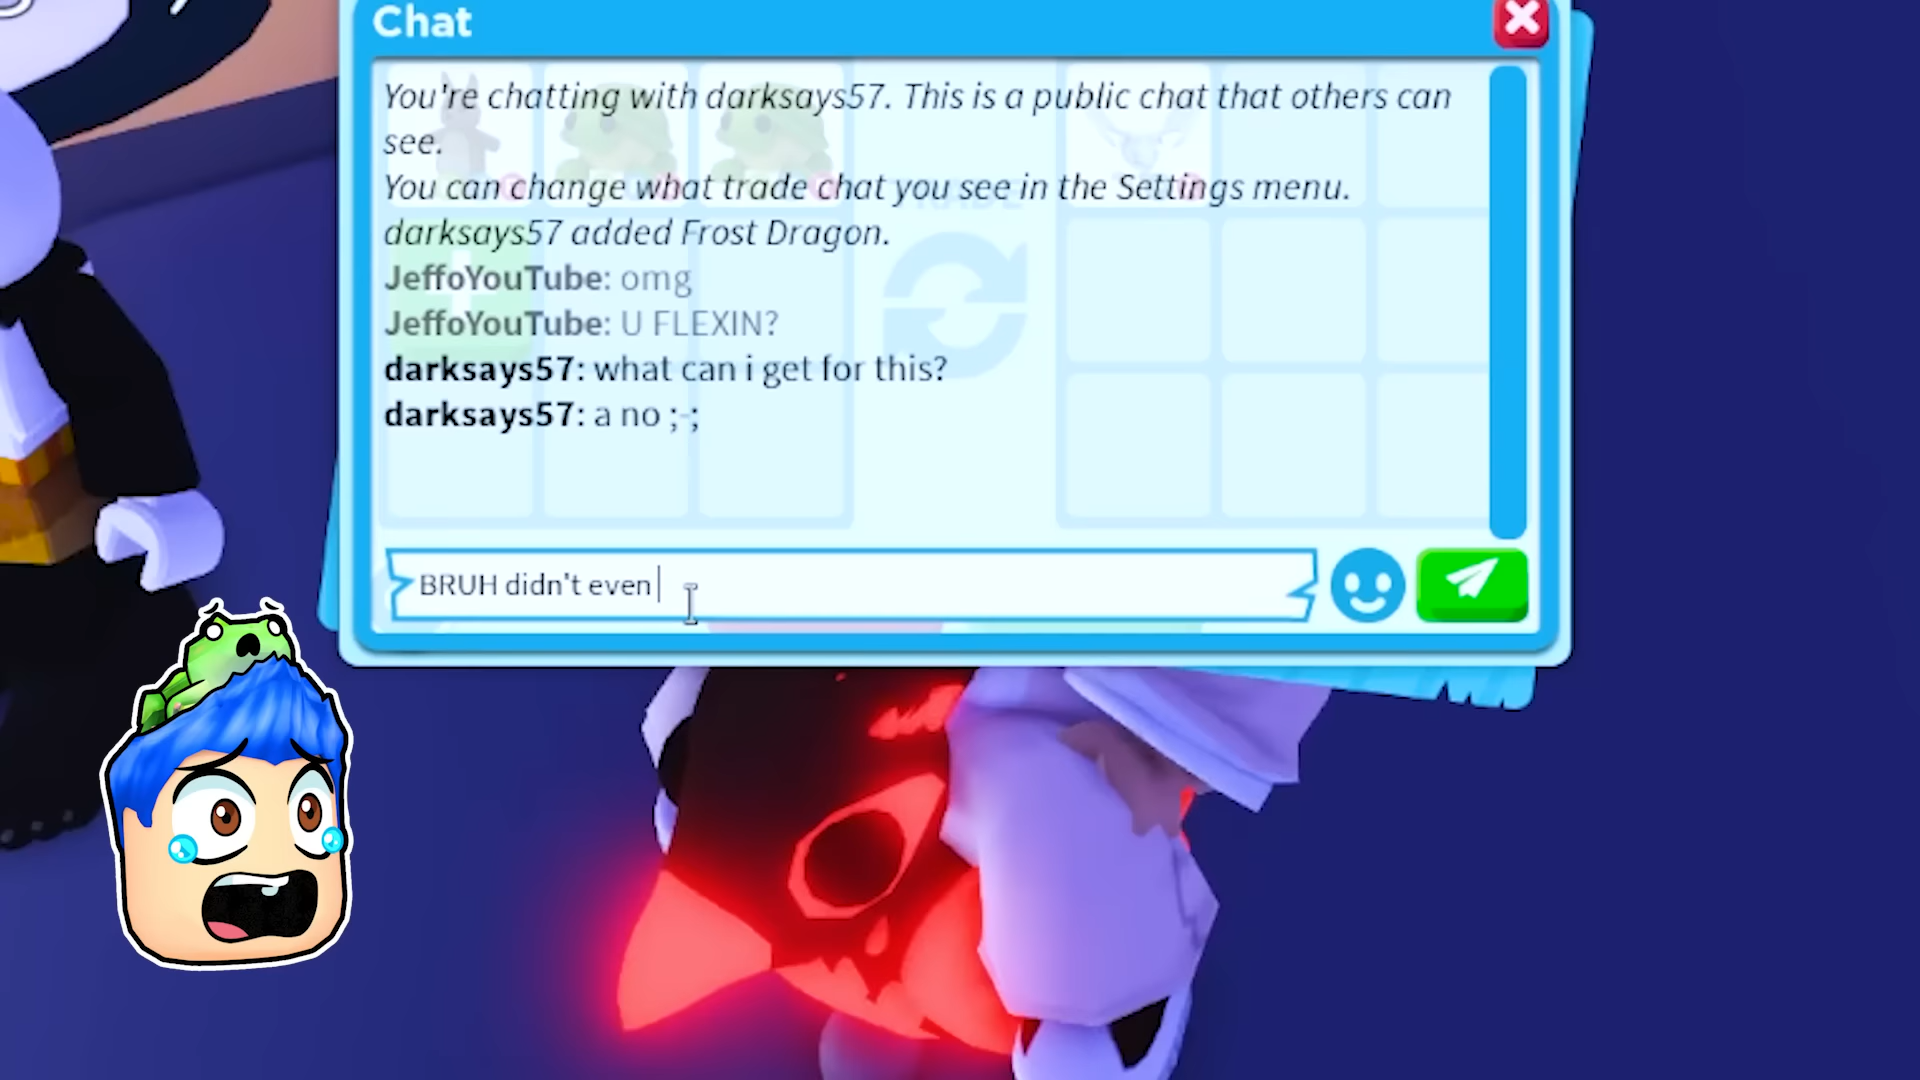 Chat
You're chatting with darksays57. This is a public chat that others can
see.
You can change what trade chat you see in the Settings menu.
darksays57 added Frost Dragon.
JeffoYouTube: omg
JeffoYouTube: U FLEXIN?
darksays57: what can i get for this?
darksays57: a no ;-;
BRUH didn't even